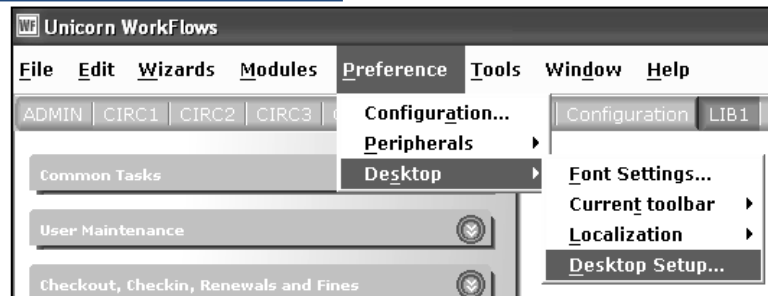 WF Unicorn WorkFlows
File Edit Wizards Modules Preference Tools Window Help
ADMIN CIRC1 CIRC2 CIRC3 Configuration LIB1
Configuration...
Peripherals
Desktop
Common Tasks
User Maintenance
Checkout, Checkin, Renewals and Fines
Font Settings...
Current toolbar
Localization
Desktop Setup...